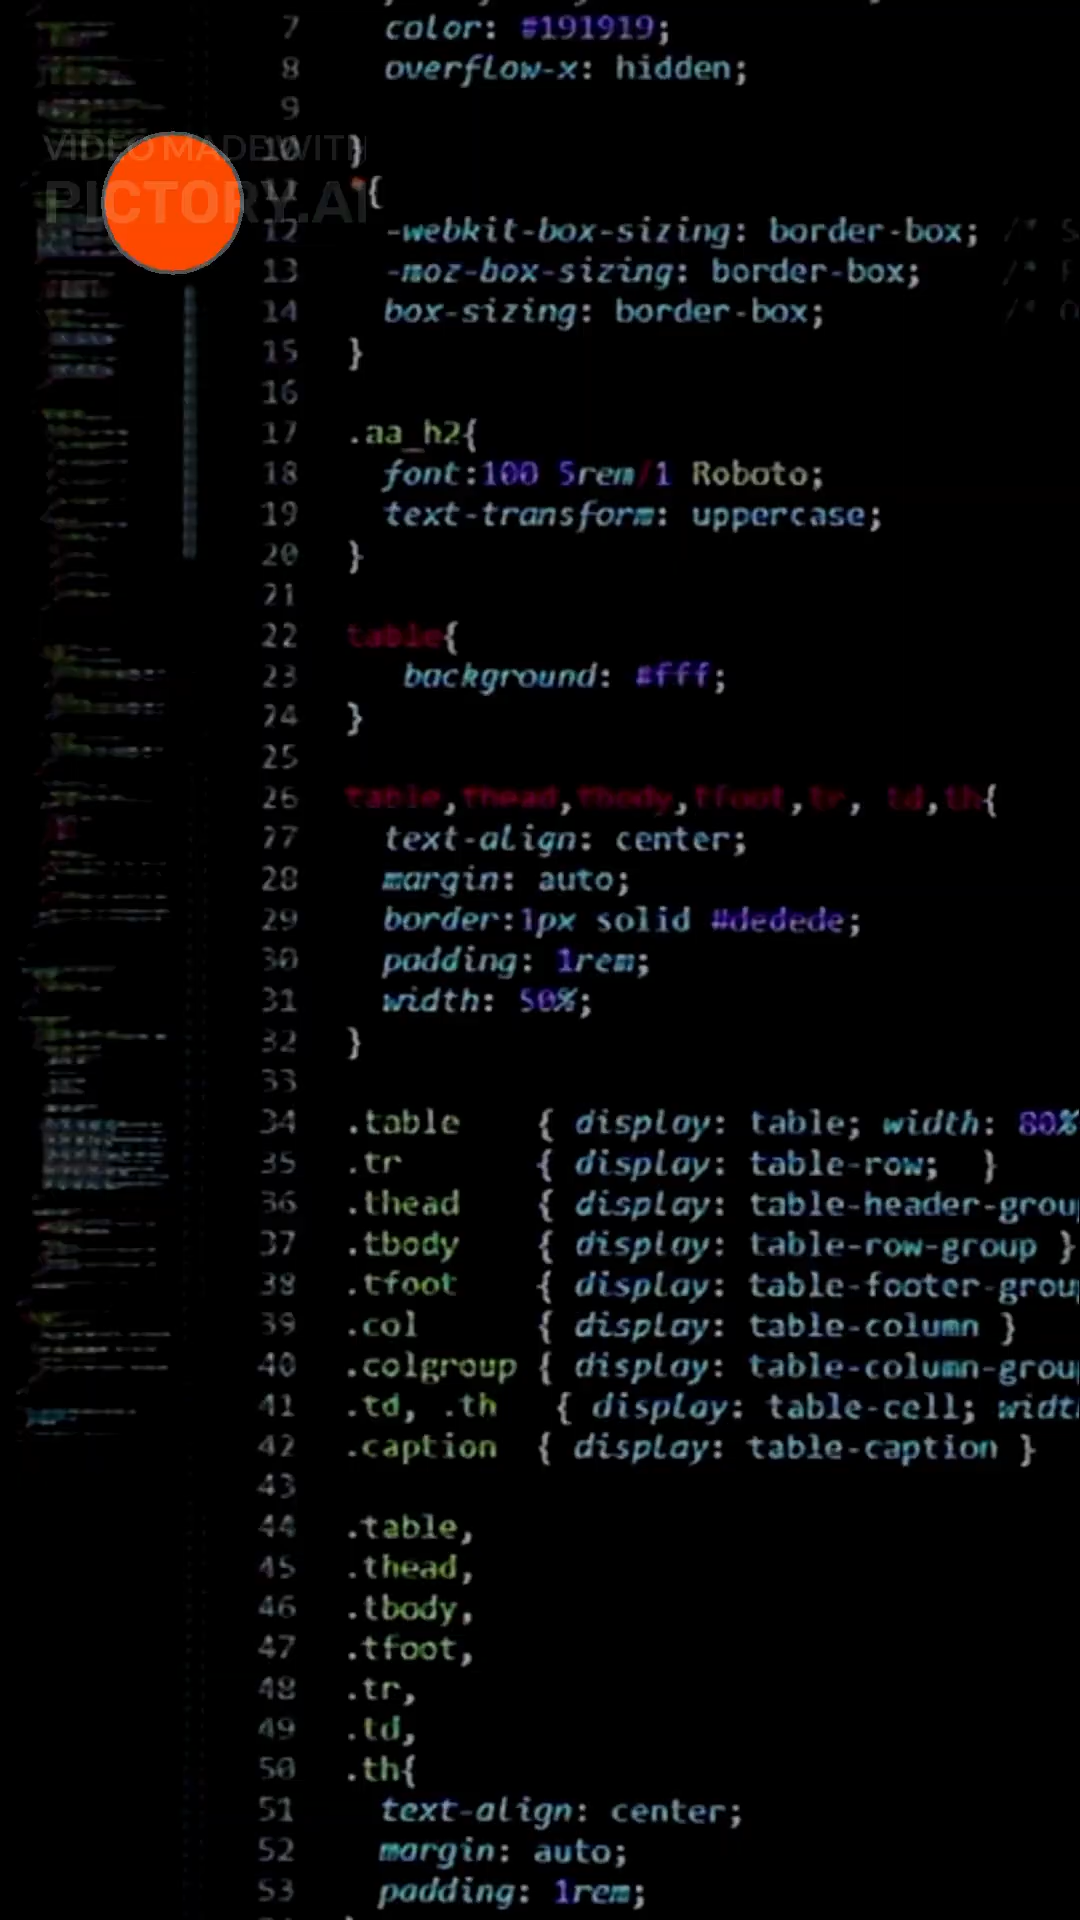 7 color: #191919;
8 overflow-x: hidden;
9
VIDEO MADE WITH
10 }
PICTORY.AI
11 *{
12 -webkit-box-sizing: border-box; /* S
13 -moz-box-sizing: border-box; /* F
14 box-sizing: border-box; /* O
15 }
16
17 .aa_h2{
18 font:100 5rem/1 Roboto;
19 text-transform: uppercase;
20 }
21
22 table{
23 background: #fff;
24 }
25
26 table,thead,tbody,tfoot,tr, td,th{
27 text-align: center;
28 margin: auto;
29 border:1px solid #dedede;
30 padding: 1rem;
31 width: 50%;
32 }
33
34 .table { display: table; width: 80%
35 .tr { display: table-row; }
36 .thead { display: table-header-group
37 .tbody { display: table-row-group }
38 .tfoot { display: table-footer-group
39 .col { display: table-column }
40 .colgroup { display: table-column-group
41 .td, .th { display: table-cell; width
42 .caption { display: table-caption }
43
44 .table,
45 .thead,
46 .tbody,
47 .tfoot,
48 .tr,
49 .td,
50 .th{
51 text-align: center;
52 margin: auto;
53 padding: 1rem;